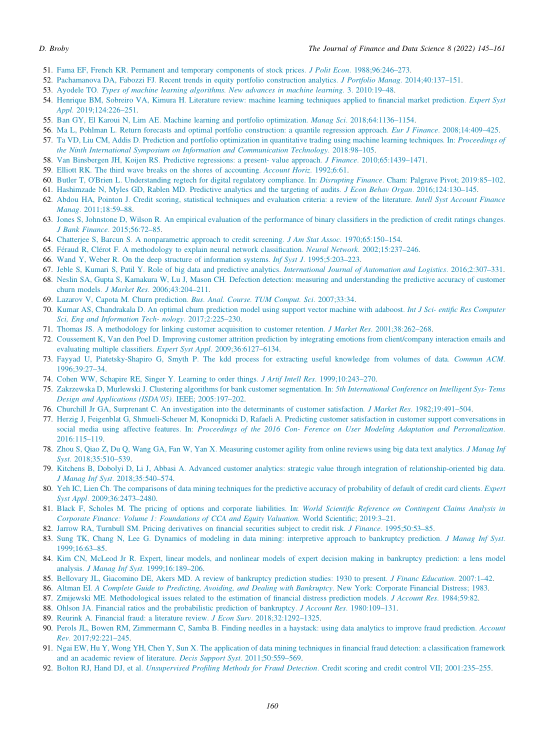 D. Broby
The Journal of Finance and Data Science 8 (2022) 145–161
51. Fama EF, French KR. Permanent and temporary components of stock prices. J Polit Econ. 1988;96:246–273.
52. Pachamanova DA, Fabozzi FJ. Recent trends in equity portfolio construction analytics. J Portfolio Manag. 2014;40:137–151.
53. Ayodele TO. Types of machine learning algorithms. New advances in machine learning. 3. 2010:19–48.
54. Henrique BM, Sobreiro VA, Kimura H. Literature review: machine learning techniques applied to financial market prediction. Expert Syst
Appl. 2019;124:226–251.
55. Ban GY, El Karoui N, Lim AE. Machine learning and portfolio optimization. Manag Sci. 2018;64:1136–1154.
56. Ma L, Pohlman L. Return forecasts and optimal portfolio construction: a quantile regression approach. Eur J Finance. 2008;14:409–425.
57. Ta VD, Liu CM, Addis D. Prediction and portfolio optimization in quantitative trading using machine learning techniques. In: Proceedings of
the Ninth International Symposium on Information and Communication Technology. 2018:98–105.
58. Van Binsbergen JH, Koijen RS. Predictive regressions: a present- value approach. J Finance. 2010;65:1439–1471.
59. Elliott RK. The third wave breaks on the shores of accounting. Account Horiz. 1992;6:61.
60. Butler T, O'Brien L. Understanding regtech for digital regulatory compliance. In: Disrupting Finance. Cham: Palgrave Pivot; 2019:85–102.
61. Hashimzade N, Myles GD, Rablen MD. Predictive analytics and the targeting of audits. J Econ Behav Organ. 2016;124:130–145.
62. Abdou HA, Pointon J. Credit scoring, statistical techniques and evaluation criteria: a review of the literature. Intell Syst Account Finance
Manag. 2011;18:59–88.
63. Jones S, Johnstone D, Wilson R. An empirical evaluation of the performance of binary classifiers in the prediction of credit ratings changes.
J Bank Finance. 2015;56:72–85.
64. Chatterjee S, Barcun S. A nonparametric approach to credit screening. J Am Stat Assoc. 1970;65:150–154.
65. Féraud R, Clérot F. A methodology to explain neural network classification. Neural Network. 2002;15:237–246.
66. Wand Y, Weber R. On the deep structure of information systems. Inf Syst J. 1995;5:203–223.
67. Jeble S, Kumari S, Patil Y. Role of big data and predictive analytics. International Journal of Automation and Logistics. 2016;2:307–331.
68. Neslin SA, Gupta S, Kamakura W, Lu J, Mason CH. Defection detection: measuring and understanding the predictive accuracy of customer
churn models. J Market Res. 2006;43:204–211.
69. Lazarov V, Capota M. Churn prediction. Bus. Anal. Course. TUM Comput. Sci. 2007;33:34.
70. Kumar AS, Chandrakala D. An optimal churn prediction model using support vector machine with adaboost. Int J Sci- entific Res Computer
Sci, Eng and Information Tech- nology. 2017;2:225–230.
71. Thomas JS. A methodology for linking customer acquisition to customer retention. J Market Res. 2001;38:262–268.
72. Coussement K, Van den Poel D. Improving customer attrition prediction by integrating emotions from client/company interaction emails and
evaluating multiple classifiers. Expert Syst Appl. 2009;36:6127–6134.
73. Fayyad U, Piatetsky-Shapiro G, Smyth P. The kdd process for extracting useful knowledge from volumes of data. Commun ACM.
1996;39:27–34.
74. Cohen WW, Schapire RE, Singer Y. Learning to order things. J Artif Intell Res. 1999;10:243–270.
75. Zakrzewska D, Murlewski J. Clustering algorithms for bank customer segmentation. In: 5th International Conference on Intelligent Sys- Tems
Design and Applications (ISDA'05). IEEE; 2005:197–202.
76. Churchill Jr GA, Surprenant C. An investigation into the determinants of customer satisfaction. J Market Res. 1982;19:491–504.
77. Herzig J, Feigenblat G, Shmueli-Scheuer M, Konopnicki D, Rafaeli A. Predicting customer satisfaction in customer support conversations in
social media using affective features. In: Proceedings of the 2016 Con- Ference on User Modeling Adaptation and Personalization.
2016:115–119.
78. Zhou S, Qiao Z, Du Q, Wang GA, Fan W, Yan X. Measuring customer agility from online reviews using big data text analytics. J Manag Inf
Syst. 2018;35:510–539.
79. Kitchens B, Dobolyi D, Li J, Abbasi A. Advanced customer analytics: strategic value through integration of relationship-oriented big data.
J Manag Inf Syst. 2018;35:540–574.
80. Yeh IC, Lien Ch. The comparisons of data mining techniques for the predictive accuracy of probability of default of credit card clients. Expert
Syst Appl. 2009;36:2473–2480.
81. Black F, Scholes M. The pricing of options and corporate liabilities. In: World Scientific Reference on Contingent Claims Analysis in
Corporate Finance: Volume 1: Foundations of CCA and Equity Valuation. World Scientific; 2019:3–21.
82. Jarrow RA, Turnbull SM. Pricing derivatives on financial securities subject to credit risk. J Finance. 1995;50:53–85.
83. Sung TK, Chang N, Lee G. Dynamics of modeling in data mining: interpretive approach to bankruptcy prediction. J Manag Inf Syst.
1999;16:63–85.
84. Kim CN, McLeod Jr R. Expert, linear models, and nonlinear models of expert decision making in bankruptcy prediction: a lens model
analysis. J Manag Inf Syst. 1999;16:189–206.
85. Bellovary JL, Giacomino DE, Akers MD. A review of bankruptcy prediction studies: 1930 to present. J Financ Education. 2007:1–42.
86. Altman EI. A Complete Guide to Predicting, Avoiding, and Dealing with Bankruptcy. New York: Corporate Financial Distress; 1983.
87. Zmijewski ME. Methodological issues related to the estimation of financial distress prediction models. J Account Res. 1984:59–82.
88. Ohlson JA. Financial ratios and the probabilistic prediction of bankruptcy. J Account Res. 1980:109–131.
89. Reurink A. Financial fraud: a literature review. J Econ Surv. 2018;32:1292–1325.
90. Perols JL, Bowen RM, Zimmermann C, Samba B. Finding needles in a haystack: using data analytics to improve fraud prediction. Account
Rev. 2017;92:221–245.
91. Ngai EW, Hu Y, Wong YH, Chen Y, Sun X. The application of data mining techniques in financial fraud detection: a classification framework
and an academic review of literature. Decis Support Syst. 2011;50:559–569.
92. Bolton RJ, Hand DJ, et al. Unsupervised Profiling Methods for Fraud Detection. Credit scoring and credit control VII; 2001:235–255.
160